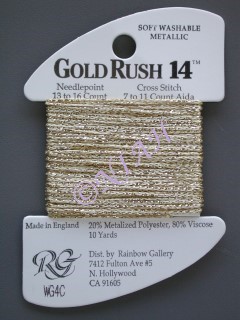 SOFT WASHABLE
METALLIC
GOLD RUSH 14™
Needlepoint
13 to 16 Count
Cross Stitch
7 to 11 Count Aida
Made in England
20% Metalized Polyester, 80% Viscose
10 Yards
RG
WG4C
Dist. by Rainbow Gallery
7412 Fulton Ave #5
N. Hollywood
CA 91605